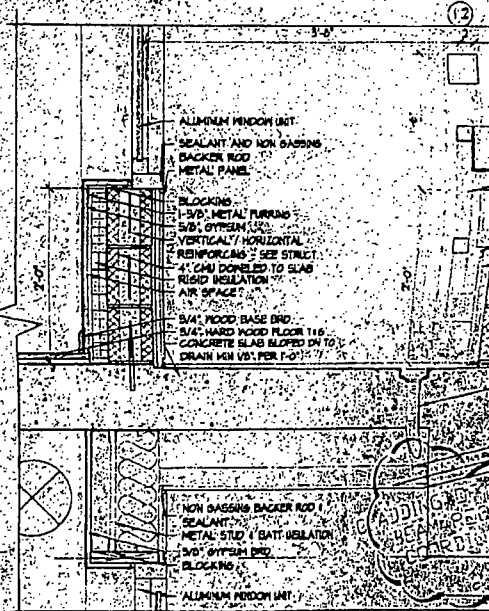 12
3'-6"
ALUMINUM WINDOW UNIT
SEALANT AND NON GASSING
BACKER ROD
METAL PANEL
BLOCKING
1-5/8" METAL FURRING
5/8" GYPSUM
VERTICAL / HORIZONTAL
REINFORCING - SEE STRUCT
4" CMU DOWELED TO SLAB
RIGID INSULATION
AIR SPACE
2'-0"
2'-0"
3/4" WOOD BASE BRD.
3/4" HARD WOOD FLOOR T&G
CONCRETE SLAB SLOPED DN TO
DRAIN MIN 1/8" PER 1'-0"
NON GASSING BACKER ROD &
SEALANT
METAL STUD & BATT INSULATION
5/8" GYPSUM BRD.
BLOCKING
ALUMINUM WINDOW UNIT